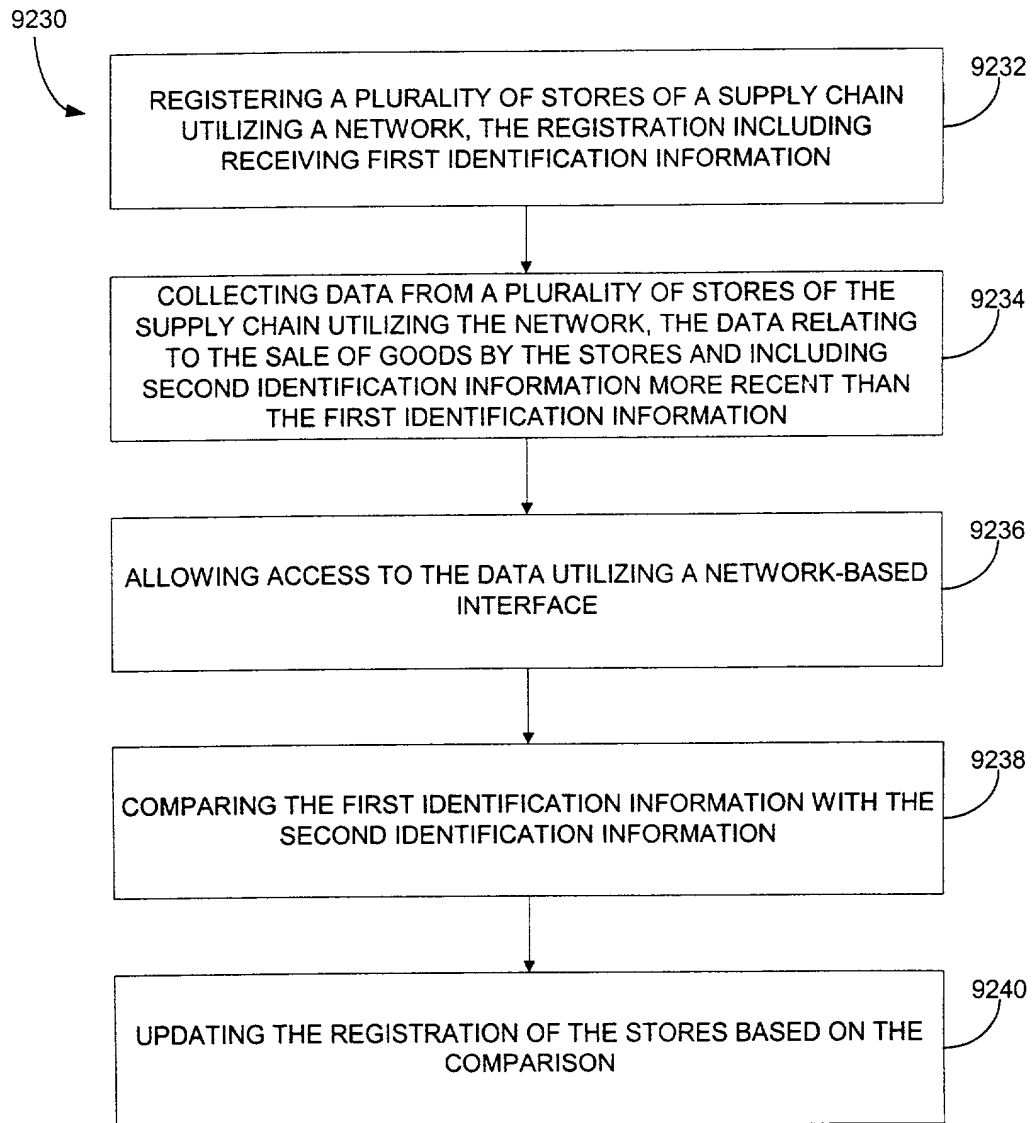 9230
9232
REGISTERING A PLURALITY OF STORES OF A SUPPLY CHAIN
UTILIZING A NETWORK, THE REGISTRATION INCLUDING
RECEIVING FIRST IDENTIFICATION INFORMATION
9234
COLLECTING DATA FROM A PLURALITY OF STORES OF THE
SUPPLY CHAIN UTILIZING THE NETWORK, THE DATA RELATING
TO THE SALE OF GOODS BY THE STORES AND INCLUDING
SECOND IDENTIFICATION INFORMATION MORE RECENT THAN
THE FIRST IDENTIFICATION INFORMATION
9236
ALLOWING ACCESS TO THE DATA UTILIZING A NETWORK-BASED
INTERFACE
9238
COMPARING THE FIRST IDENTIFICATION INFORMATION WITH THE
SECOND IDENTIFICATION INFORMATION
9240
UPDATING THE REGISTRATION OF THE STORES BASED ON THE
COMPARISON